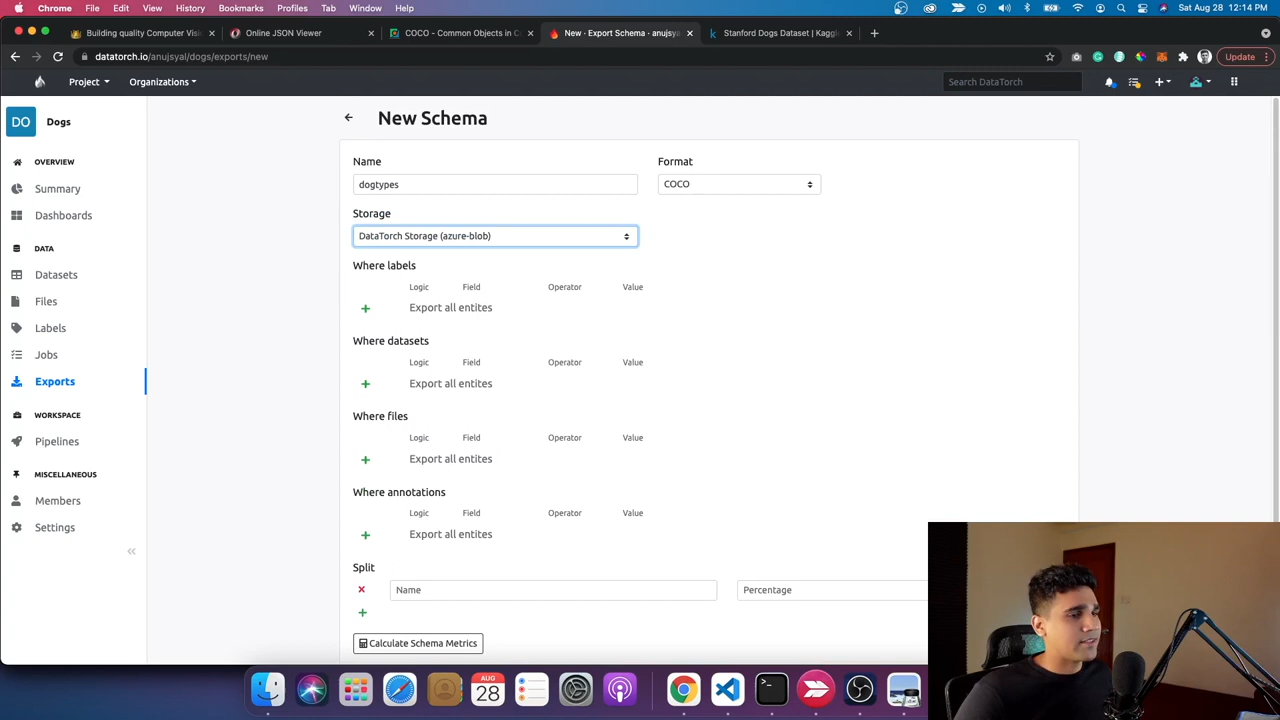 Chrome File Edit View History Bookmarks Profiles Tab Window Help Sat Aug 28 12:14 PM
Building quality Computer Visi Online JSON Viewer COCO - Common Objects in C New · Export Schema · anujsya Stanford Dogs Dataset | Kaggle
datatorch.io/anujsyal/dogs/exports/new Update
Project Organizations Search DataTorch
DO Dogs
OVERVIEW
Summary
Dashboards
DATA
Datasets
Files
Labels
Jobs
Exports
WORKSPACE
Pipelines
MISCELLANEOUS
Members
Settings
New Schema
Name Format
dogtypes COCO
Storage
DataTorch Storage (azure-blob)
Where labels
Logic Field Operator Value
Export all entites
Where datasets
Logic Field Operator Value
Export all entites
Where files
Logic Field Operator Value
Export all entites
Where annotations
Logic Field Operator Value
Export all entites
Split
Name Percentage
Calculate Schema Metrics
AUG
28